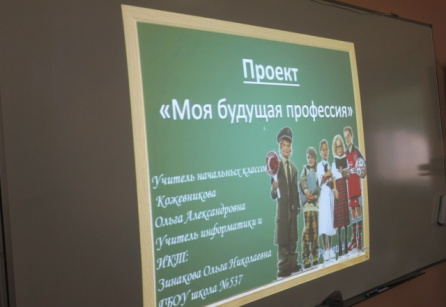 Проект
«Моя будущая профессия»
Учитель начальных классов
Кожевникова
Ольга Александровна
Учитель информатики и
ИКТ:
Зинакова Ольга Николаевна
ГБОУ школа №537